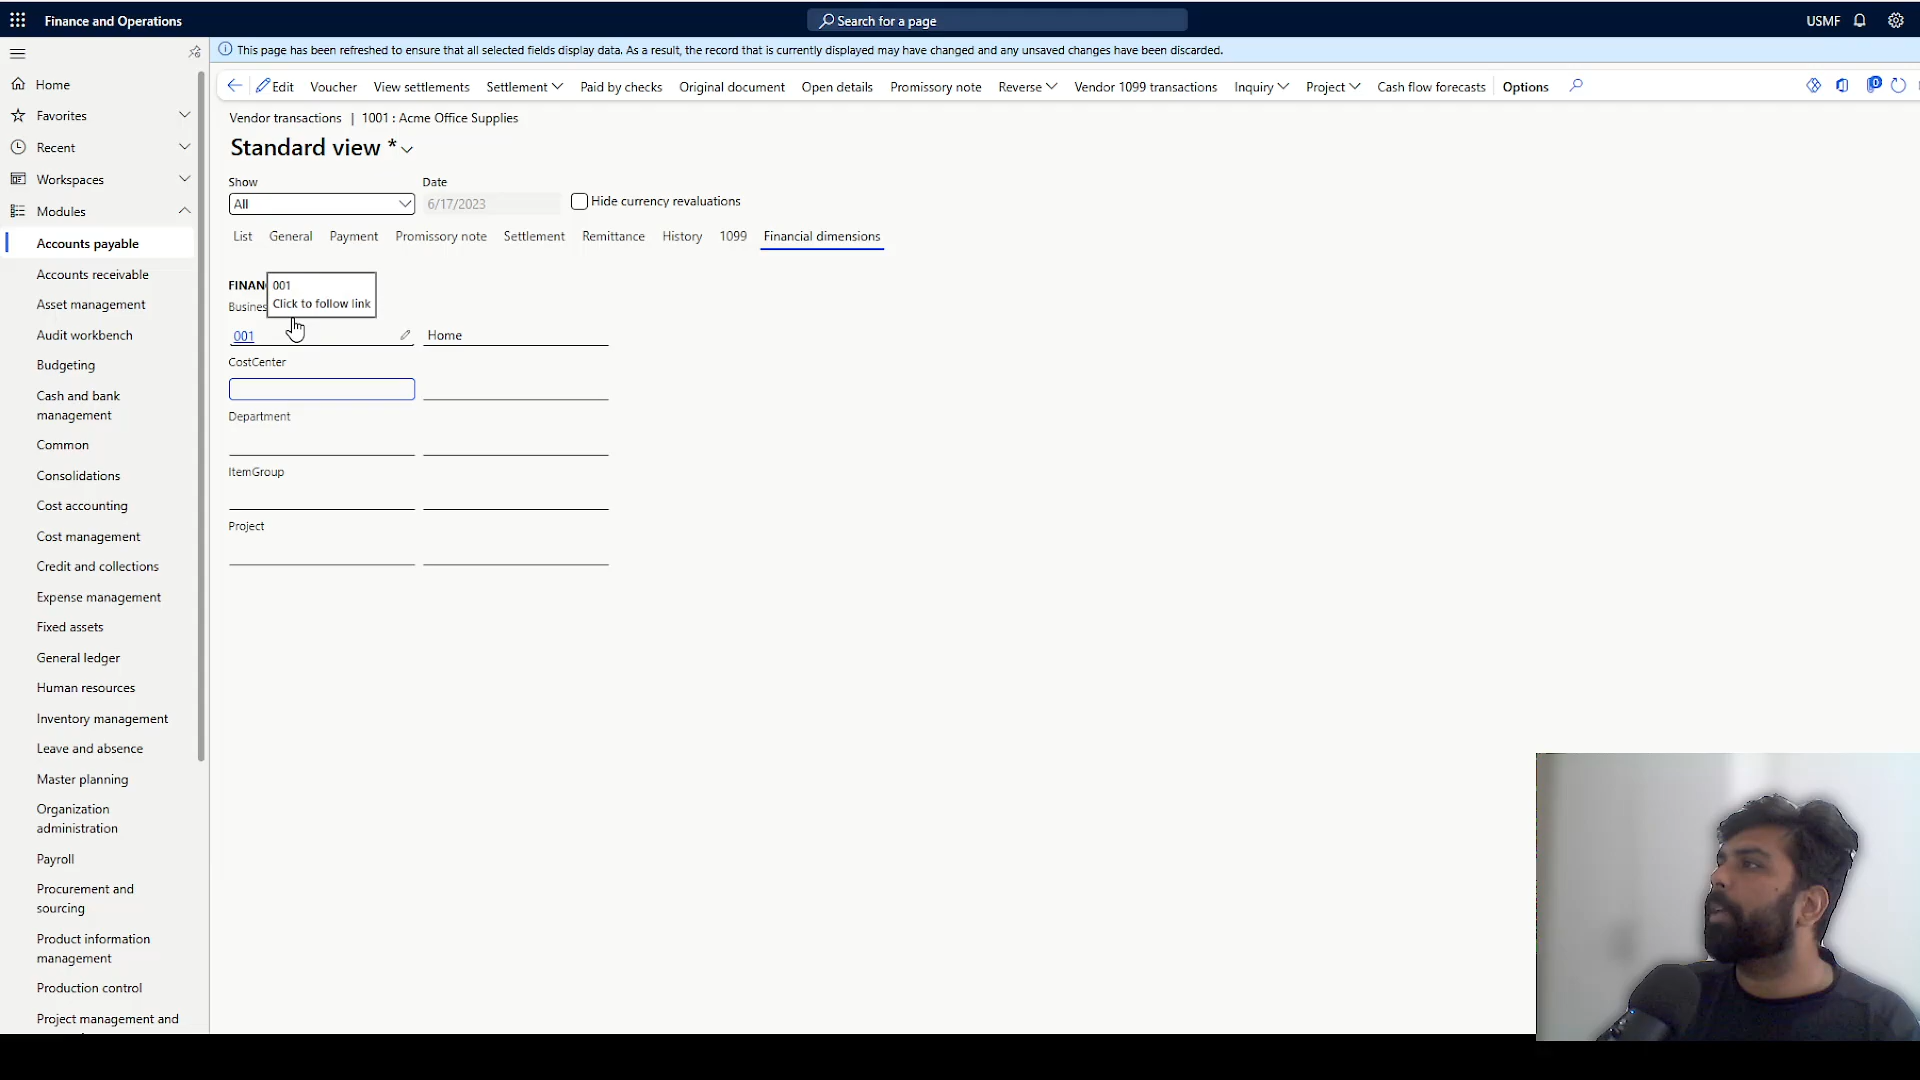 Finance and Operations
Search for a page
USMF
This page has been refreshed to ensure that all selected fields display data. As a result, the record that is currently displayed may have changed and any unsaved changes have been discarded.
Home
Favorites
Recent
Workspaces
Modules
Accounts payable
Accounts receivable
Asset management
Audit workbench
Budgeting
Cash and bank
management
Common
Consolidations
Cost accounting
Cost management
Credit and collections
Expense management
Fixed assets
General ledger
Human resources
Inventory management
Leave and absence
Master planning
Organization
administration
Payroll
Procurement and
sourcing
Product information
management
Production control
Project management and
Edit Voucher View settlements Settlement Paid by checks Original document Open details Promissory note Reverse Vendor 1099 transactions Inquiry Project Cash flow forecasts Options 0
Vendor transactions | 1001 : Acme Office Supplies
Standard view *
Show Date
All 6/17/2023 Hide currency revaluations
List General Payment Promissory note Settlement Remittance History 1099 Financial dimensions
FINAN
001
Click to follow link
Busines
001 Home
CostCenter
Department
ItemGroup
Project